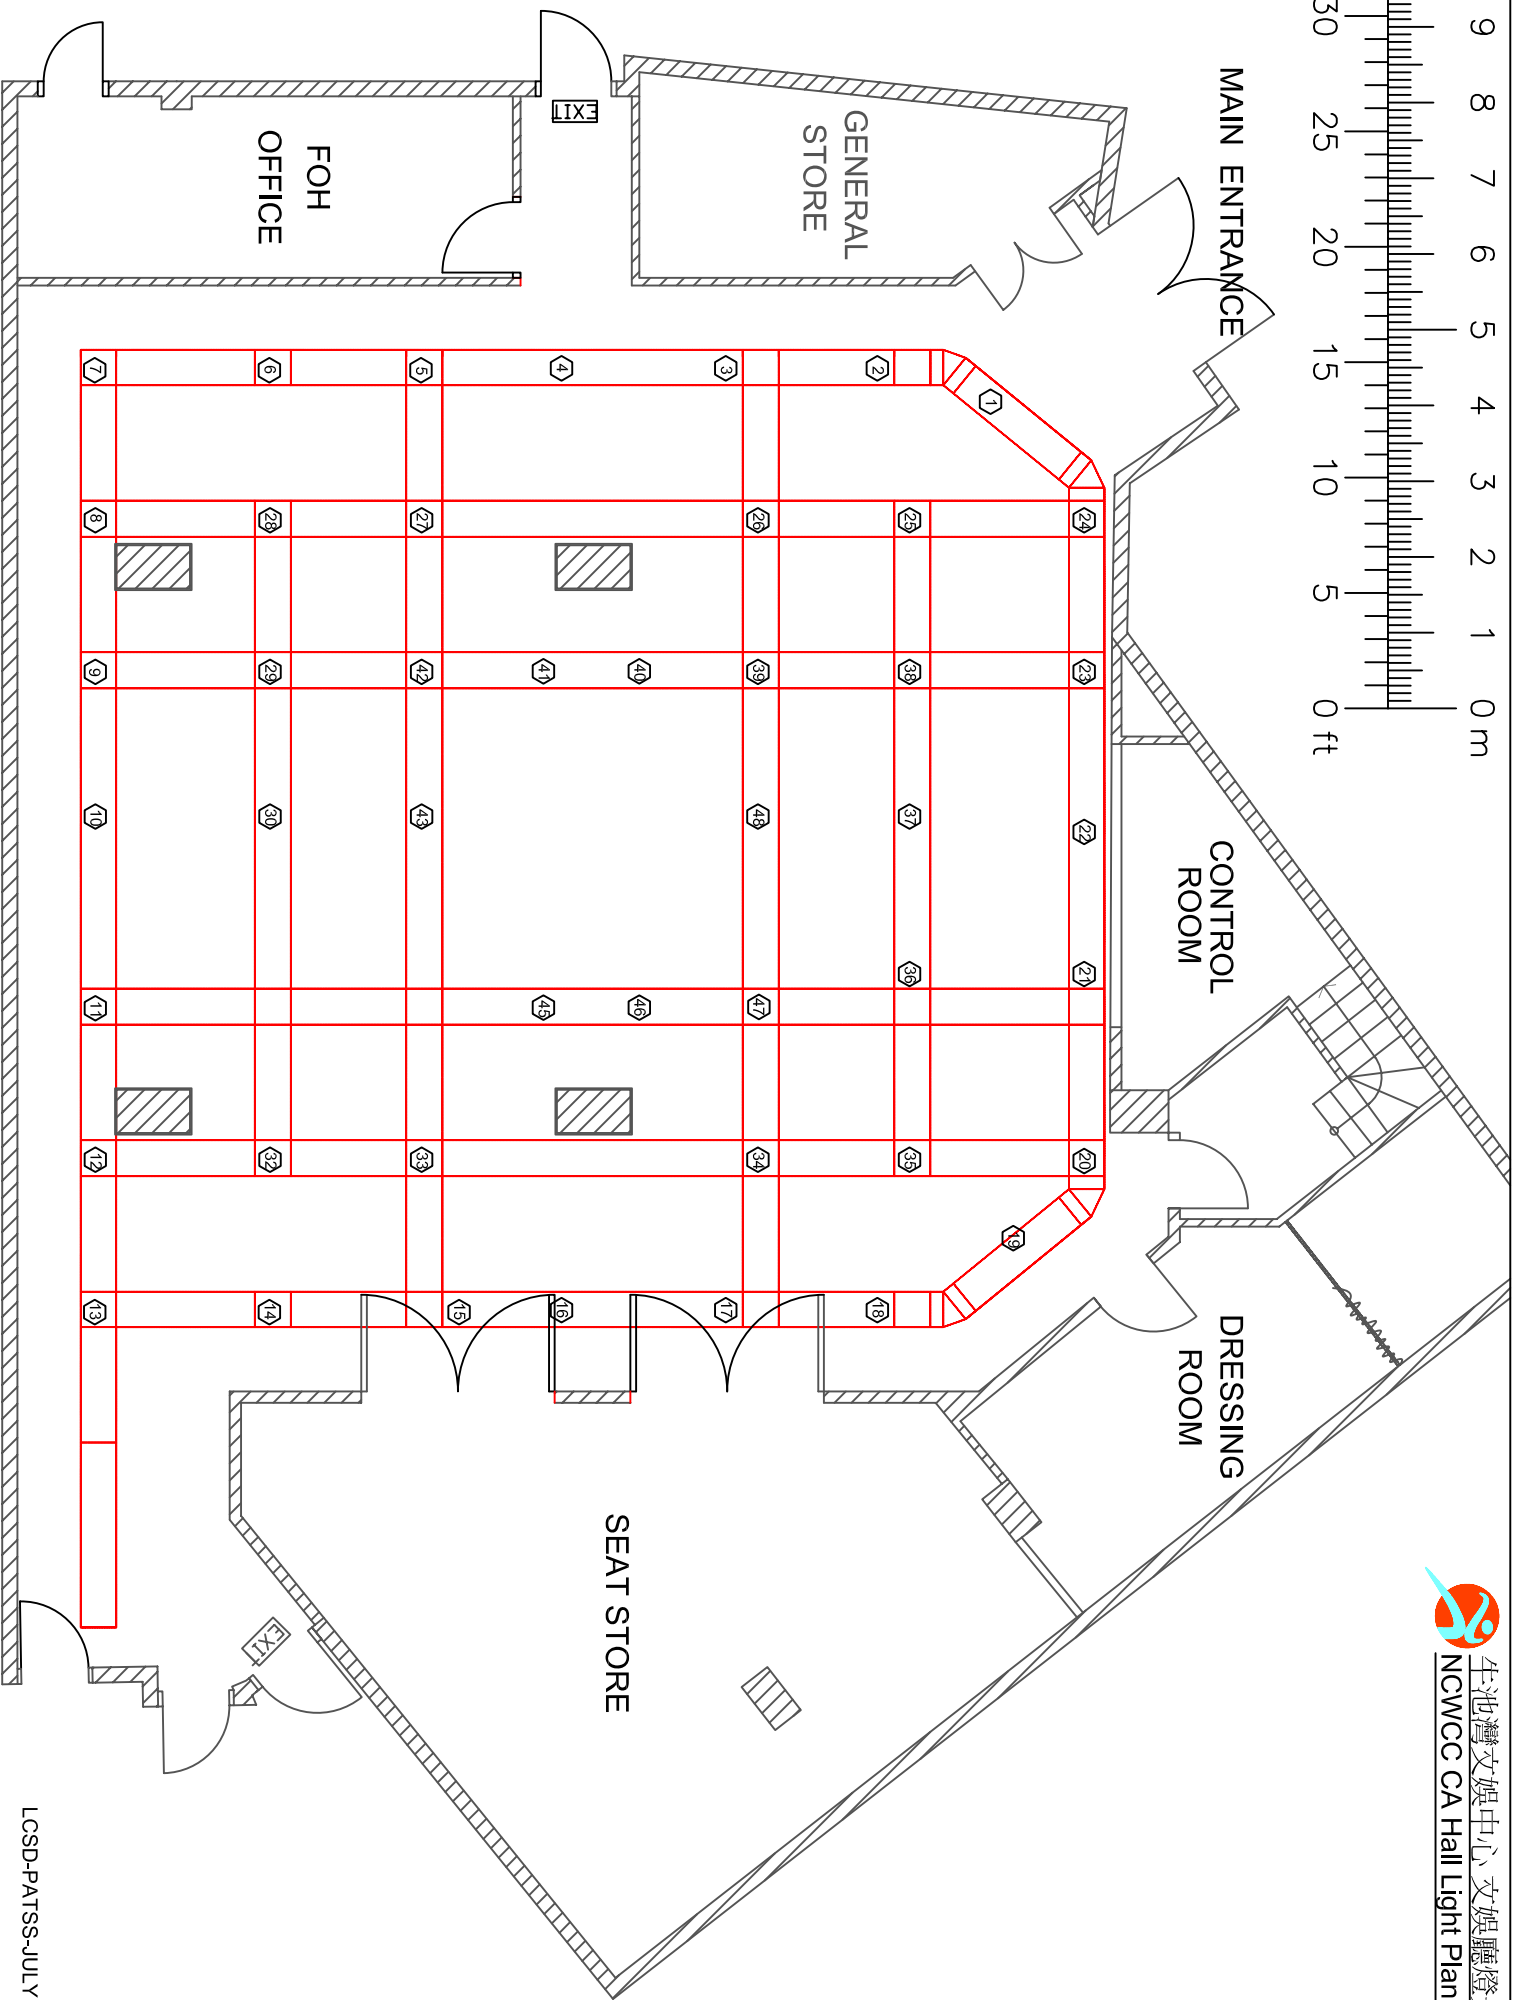 9 8 7 6 5 4 3 2 1 0 m
30 25 20 15 10 5 0 ft
牛池灣文娛中心 文娛廳燈
NCWCC CA Hall Light Plan
MAIN ENTRANCE
CONTROL
ROOM
DRESSING
ROOM
GENERAL
STORE
SEAT STORE
FOH
OFFICE
EXIT
EXI
24 23 22 21 20
1 19
2 25 38 37 36 35 18
3 26 39 48 47 34 17
40 46
4 41 45 16
5 27 42 43 33 15
6 28 29 30 32 14
7 8 9 10 11 12 13
LCSD-PATSS-JULY